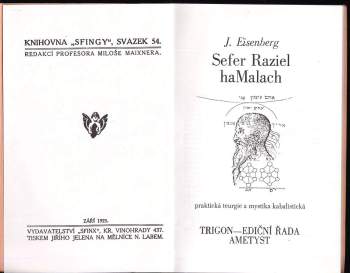 KNIHOVNA „SFINGY", SVAZEK 54.
REDAKCÍ PROFESORA MILOŠE MAIXNERA.
ZÁŘÍ 1925.
VYDAVATELSTVÍ „SFINX", KR. VINOHRADY 437.
TISKEM JIŘÍHO JELENA NA MĚLNÍCE N. LABEM.
J. Eisenberg
Sefer Raziel
haMalach
praktická teurgie a mystika kabalistická
TRIGON—EDIČNÍ ŘADA
AMETYST